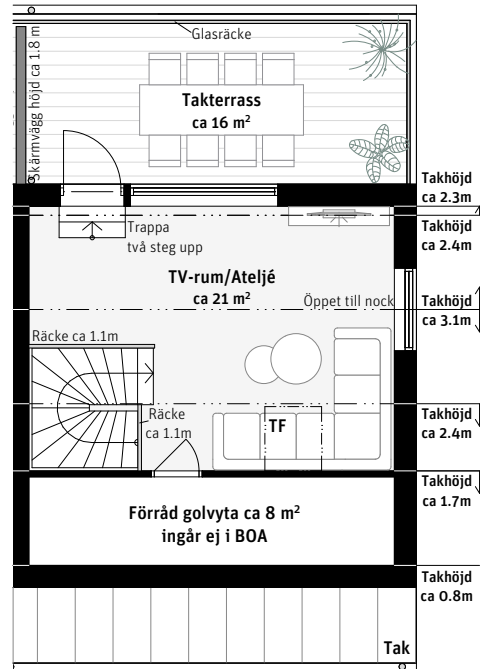 Glasräcke
Skärmvägg höjd ca 1.8 m
Takterrass
ca 16 m²
Takhöjd
ca 2.3m
Trappa
två steg upp
Takhöjd
ca 2.4m
TV-rum/Ateljé
ca 21 m²
Öppet till nock
Takhöjd
ca 3.1m
Räcke ca 1.1m
Räcke
ca 1.1m
TF
Takhöjd
ca 2.4m
Takhöjd
ca 1.7m
Förråd golvyta ca 8 m²
ingår ej i BOA
Takhöjd
ca 0.8m
Tak